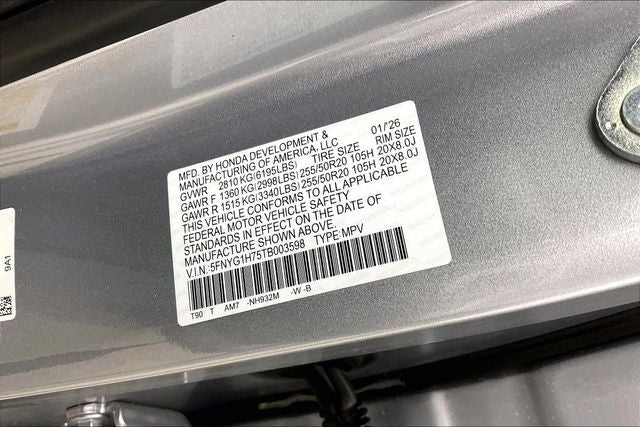 MFD. BY HONDA DEVELOPMENT & 01/'26
MANUFACTURING OF AMERICA, LLC
GVWR 2810 KG(6195LBS) TIRE SIZE RIM SIZE
GAWR F 1360 KG(2998LBS) 255/50R20 105H 20X8.0J
GAWR R 1515 KG(3340LBS) 255/50R20 105H 20X8.0J
THIS VEHICLE CONFORMS TO ALL APPLICABLE
FEDERAL MOTOR VEHICLE SAFETY
STANDARDS IN EFFECT ON THE DATE OF
MANUFACTURE SHOWN ABOVE.
V.I.N.:5FNYG1H75TB003598 TYPE:MPV
T90 T AM7 -NH932M -W -B
9A1